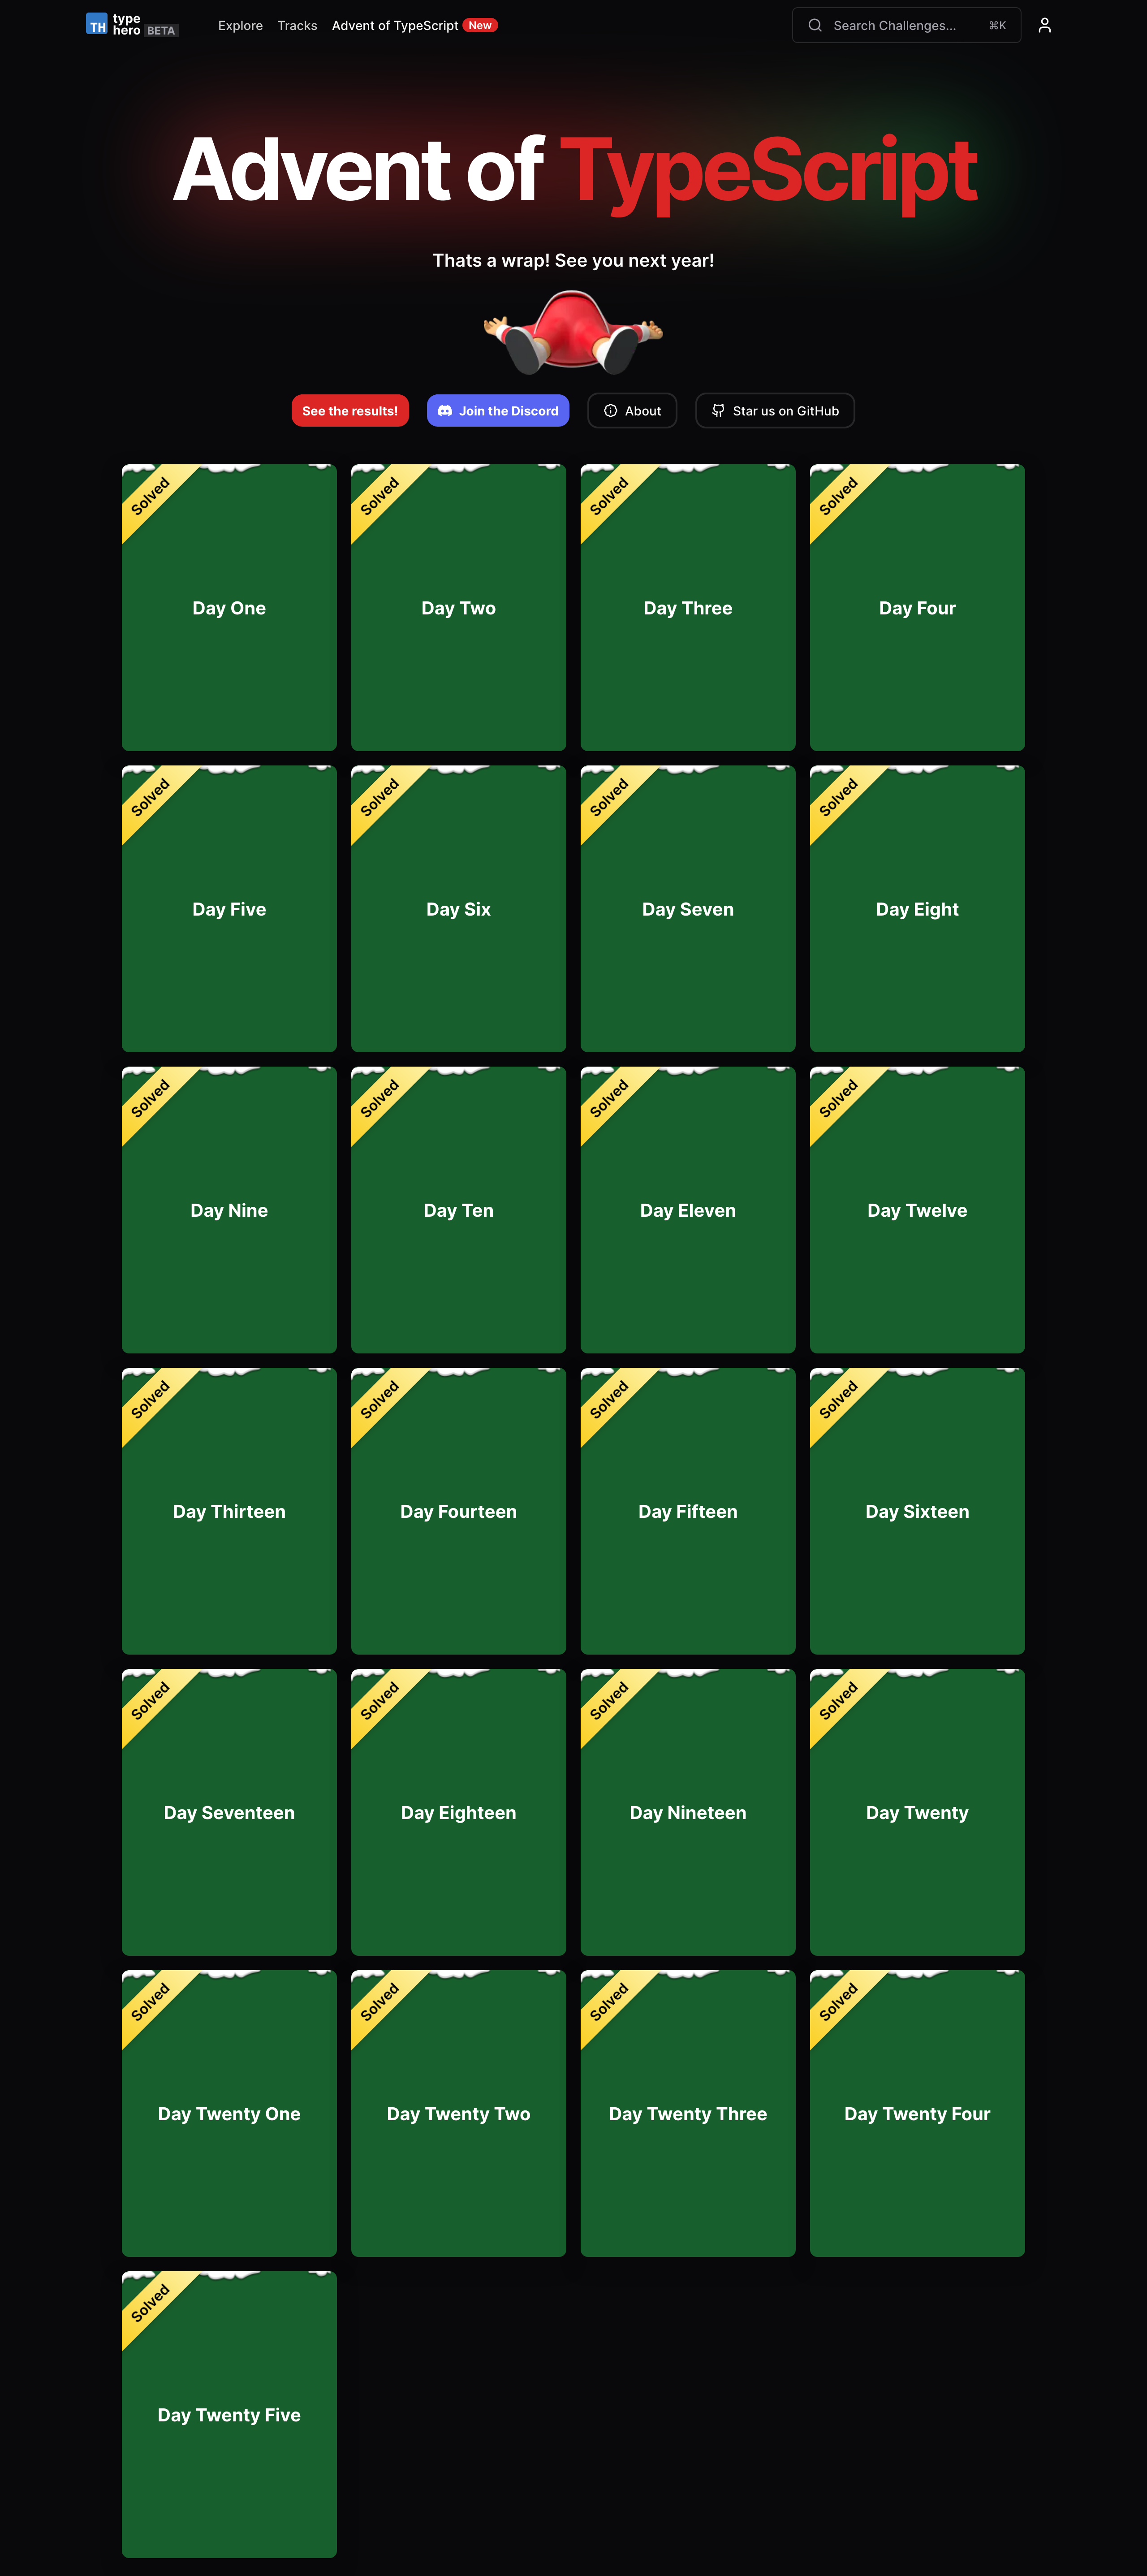 TH type hero BETA
Explore Tracks Advent of TypeScript New
Search Challenges... ⌘K
Advent of TypeScript
Thats a wrap! See you next year!
See the results! Join the Discord About Star us on GitHub
Solved Solved Solved Solved
Day One Day Two Day Three Day Four
Solved Solved Solved Solved
Day Five Day Six Day Seven Day Eight
Solved Solved Solved Solved
Day Nine Day Ten Day Eleven Day Twelve
Solved Solved Solved Solved
Day Thirteen Day Fourteen Day Fifteen Day Sixteen
Solved Solved Solved Solved
Day Seventeen Day Eighteen Day Nineteen Day Twenty
Solved Solved Solved Solved
Day Twenty One Day Twenty Two Day Twenty Three Day Twenty Four
Solved
Day Twenty Five